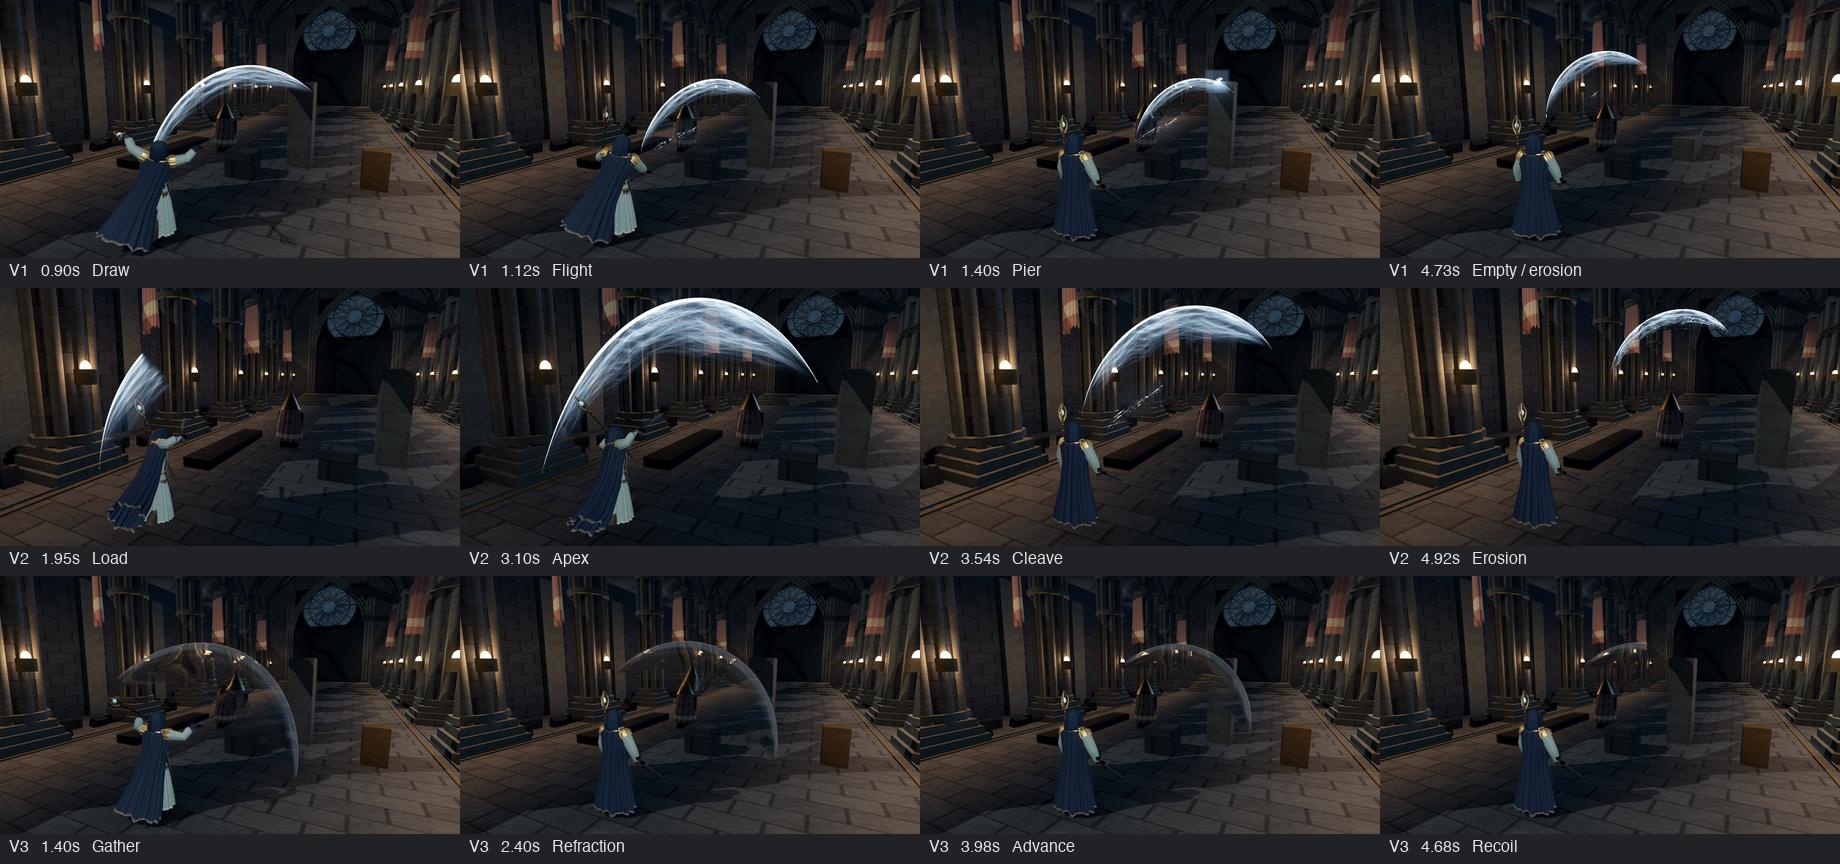 V1 0.90s Draw
V1 1.12s Flight
V1 1.40s Pier
V1 4.73s Empty / erosion
V2 1.95s Load
V2 3.10s Apex
V2 3.54s Cleave
V2 4.92s Erosion
V3 1.40s Gather
V3 2.40s Refraction
V3 3.98s Advance
V3 4.68s Recoil